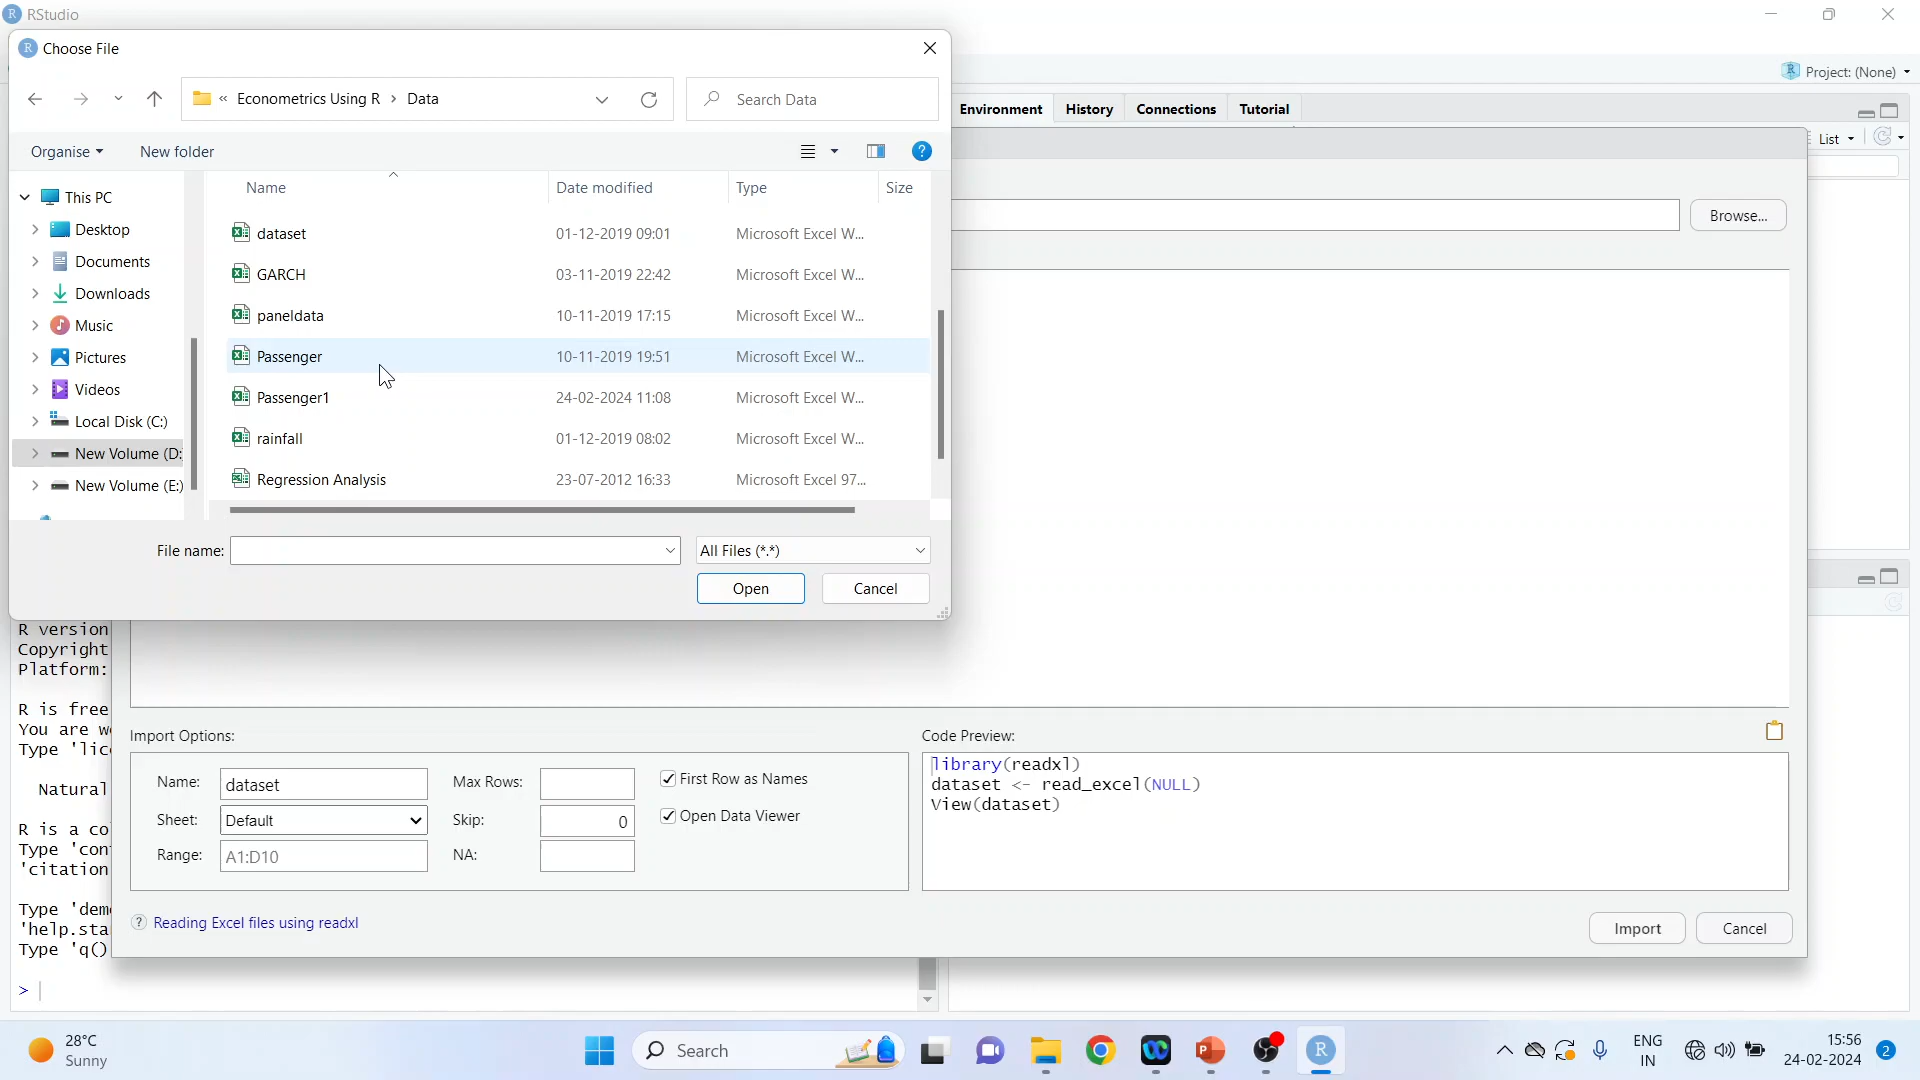 RStudio
Choose File
« Econometrics Using R > Data
Search Data
Project: (None)
Environment History Connections Tutorial
Organise New folder
List
Name Date modified Type Size
This PC
Desktop
Documents
Downloads
Music
Pictures
Videos
Local Disk (C:)
New Volume (D:
New Volume (E:)
dataset 01-12-2019 09:01 Microsoft Excel W...
GARCH 03-11-2019 22:42 Microsoft Excel W...
paneldata 10-11-2019 17:15 Microsoft Excel W...
Passenger 10-11-2019 19:51 Microsoft Excel W...
Passenger1 24-02-2024 11:08 Microsoft Excel W...
rainfall 01-12-2019 08:02 Microsoft Excel W...
Regression Analysis 23-07-2012 16:33 Microsoft Excel 97...
Browse...
File name:
All Files (*.*)
Open Cancel
R version
Copyright
Platform:
R is free
You are w
Type 'lic
Natural
R is a co
Type 'con
'citation
Type 'dem
'help.sta
Type 'q()
>
Import Options:
Name: dataset
Sheet: Default
Range: A1:D10
Max Rows:
Skip: 0
NA:
First Row as Names
Open Data Viewer
Code Preview:
library(readxl)
dataset <- read_excel(NULL)
View(dataset)
? Reading Excel files using readxl
Import Cancel
28°C
Sunny
Search
ENG
IN
15:56
24-02-2024
2